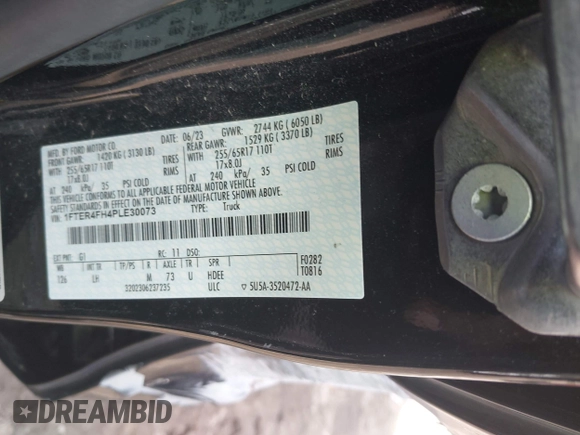 MFD. BY FORD MOTOR CO.
DATE: 06/23 GVWR: 2744 KG ( 6050 LB)
FRONT GAWR: 1420 KG ( 3130 LB) REAR GAWR: 1529 KG ( 3370 LB)
255/65R17 110T TIRES WITH 255/65R17 110T TIRES
17x8.0J RIMS 17x8.0J RIMS
AT 240 kPa/ 35 PSI COLD AT 240 kPa/ 35 PSI COLD
THIS VEHICLE CONFORMS TO ALL APPLICABLE FEDERAL MOTOR VEHICLE
SAFETY STANDARDS IN EFFECT ON THE DATE OF MANUFACTURE SHOWN ABOVE.
VIN: 1FTER4FH4PLE30073 TYPE: Truck
EXT PNT: G1 RC: 11 DSO: F0282
WB INT TR TP/PS R AXLE TR SPR T0816
126 LH M 73 U HDEE
3202306237235 ULC 5U5A-3520472-AA
DREAMBID